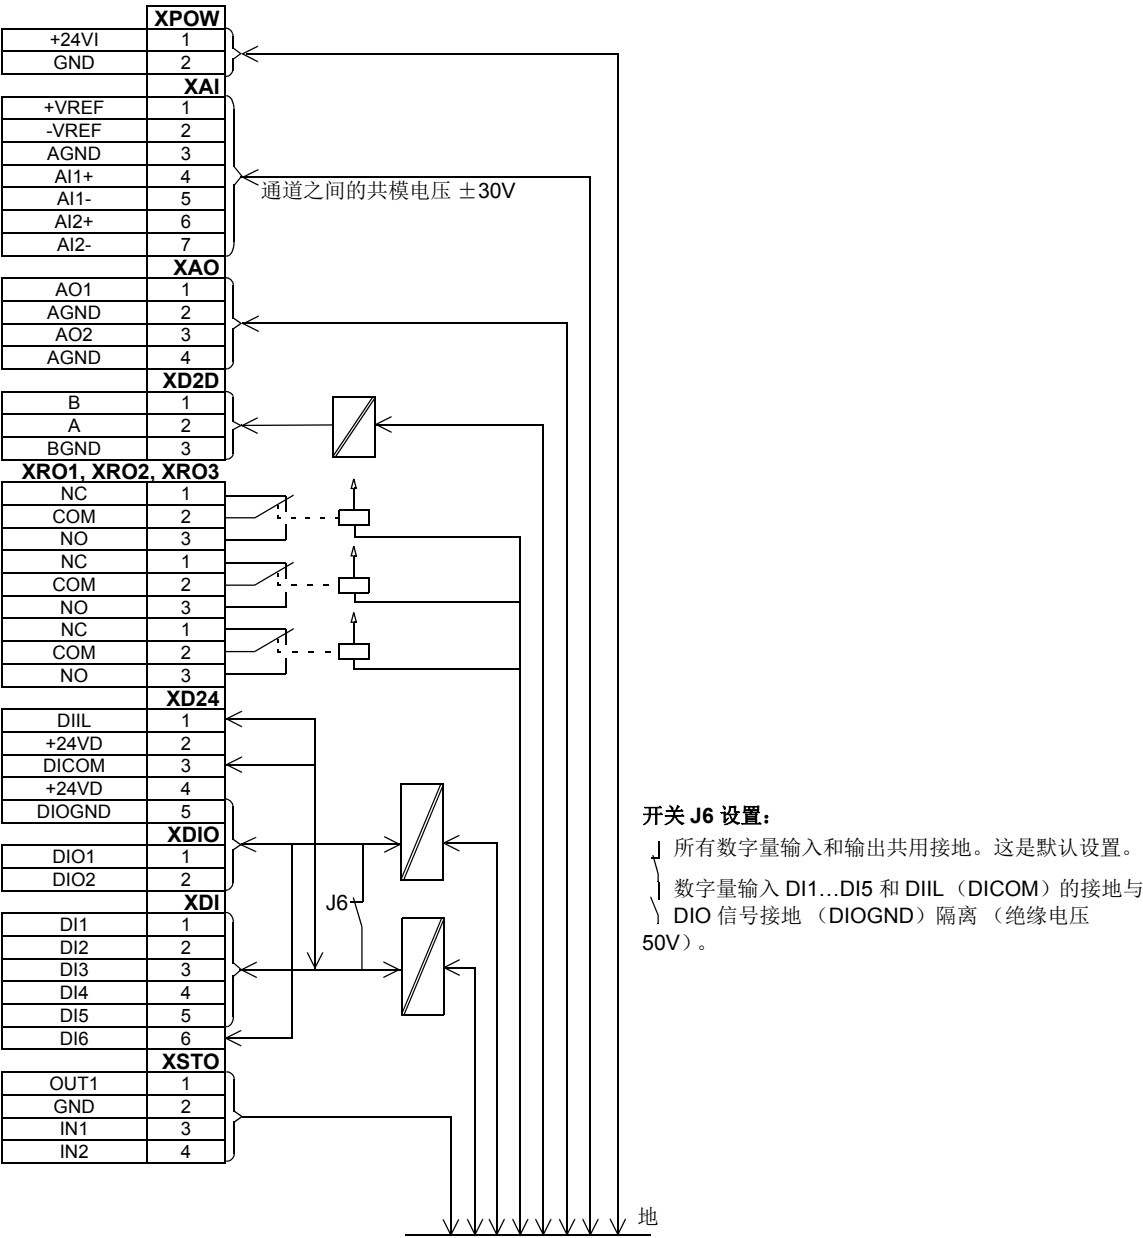 XPOW
+24VI 1
GND 2
XAI
+VREF 1
-VREF 2
AGND 3
AI1+ 4
AI1- 5
AI2+ 6
AI2- 7
通道之间的共模电压 ±30V
XAO
AO1 1
AGND 2
AO2 3
AGND 4
XD2D
B 1
A 2
BGND 3
XRO1, XRO2, XRO3
NC 1
COM 2
NO 3
NC 1
COM 2
NO 3
NC 1
COM 2
NO 3
XD24
DIIL 1
+24VD 2
DICOM 3
+24VD 4
DIOGND 5
XDIO
DIO1 1
DIO2 2
XDI
DI1 1
DI2 2
DI3 3
DI4 4
DI5 5
DI6 6
XSTO
OUT1 1
GND 2
IN1 3
IN2 4
J6
地
开关 J6 设置：
所有数字量输入和输出共用接地。这是默认设置。
数字量输入 DI1…DI5 和 DIIL（DICOM）的接地与
DIO 信号接地 （DIOGND）隔离 （绝缘电压
50V）。